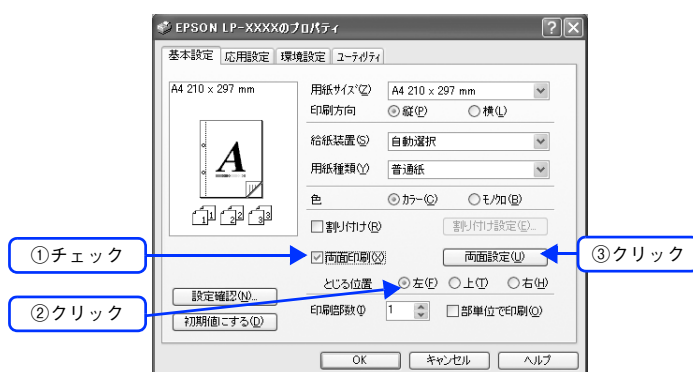 EPSON LP-XXXXのプロパティ
基本設定 応用設定 環境設定 ユーティリティ
A4 210 x 297 mm
用紙サイズ(Z) A4 210 x 297 mm
印刷方向 縦(P) 横(L)
給紙装置(S) 自動選択
A
用紙種類(Y) 普通紙
色 カラー(C) モノクロ(B)
1 1 2 2 3 3
割り付け(R) 割り付け設定(E)...
①チェック
両面印刷(X) 両面設定(U)
③クリック
とじる位置 左(F) 上(T) 右(H)
設定確認(N)...
②クリック
印刷部数(I) 1 部単位で印刷(O)
初期値にする(D)
OK キャンセル ヘルプ